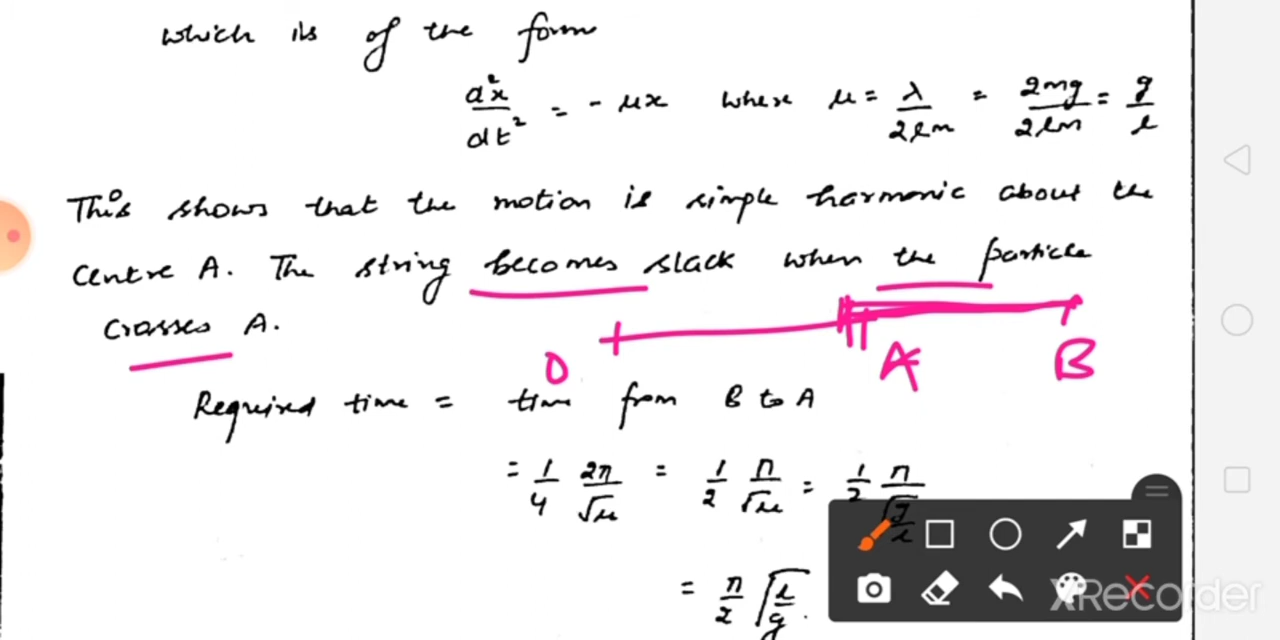 which is of the form
d²x/dt² = - μx where μ = λ/2lm = 2mg/2lm = g/l
This shows that the motion is simple harmonic about the
centre A. The string becomes slack when the particle
crosses A.
O A B
Required time = time from B to A
= 1/4 2π/√μ = 1/2 π/√μ = 1/2 π/√g/l
= π/2 √l/g.
XRecorder